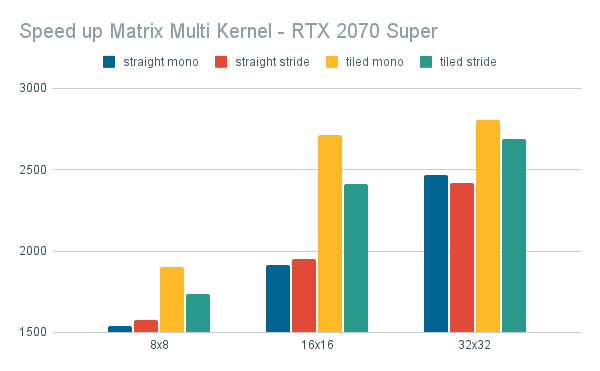 Speed up Matrix Multi Kernel - RTX 2070 Super
straight mono straight stride tiled mono tiled stride
3000
2500
2000
1500
8x8 16x16 32x32